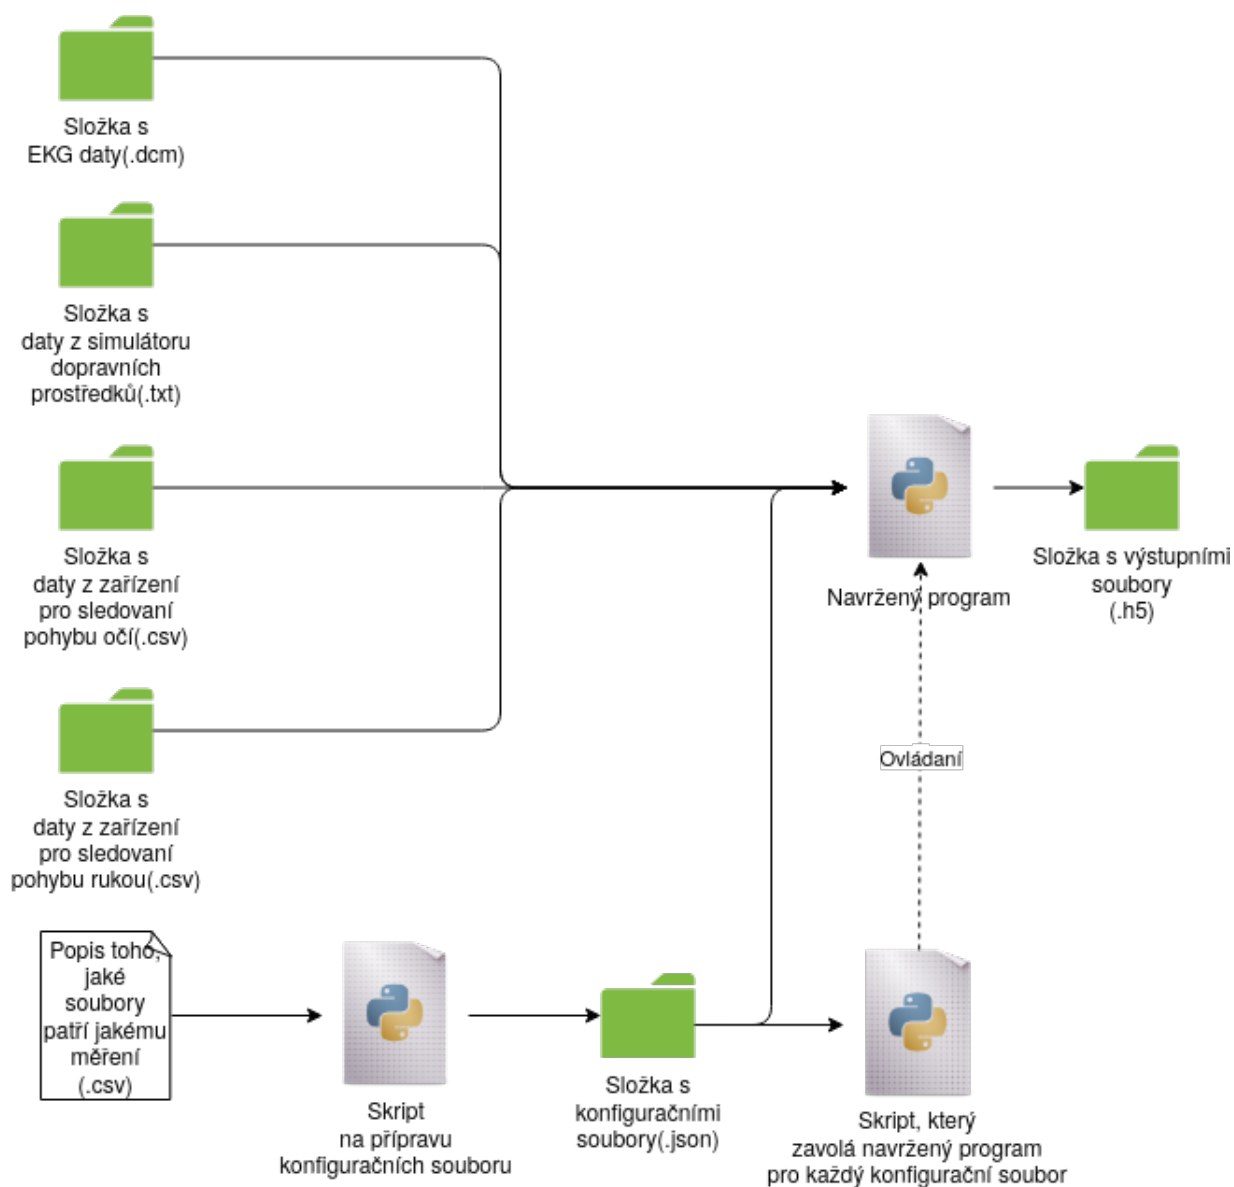 Složka s
EKG daty(.dcm)
Složka s
daty z simulátoru
dopravních
prostředků(.txt)
Složka s
daty z zařízení
pro sledovaní
pohybu očí(.csv)
Navržený program
Složka s výstupními
soubory
(.h5)
Složka s
daty z zařízení
pro sledovaní
pohybu rukou(.csv)
Ovládaní
Popis toho,
jaké
soubory
patří jakému
měření
(.csv)
Skript
na přípravu
konfiguračních souboru
Složka s
konfiguračními
soubory(.json)
Skript, který
zavolá navržený program
pro každý konfigurační soubor